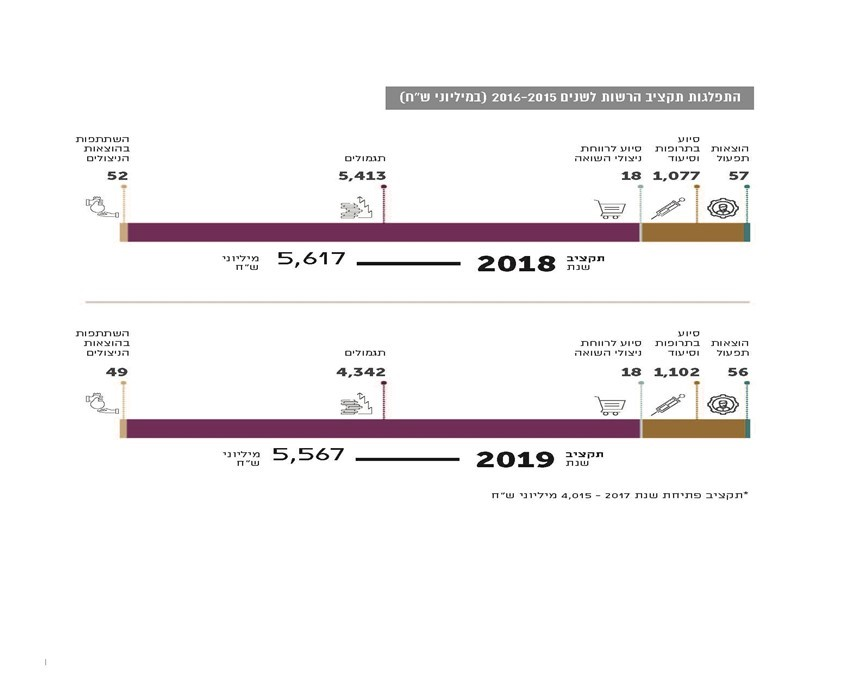 התפלגות תקציב הרשות לשנים 2016-2015 (במיליוני ש"ח)
הוצאות תפעול
57
סיוע בתרופות וסיעוד
1,077
סיוע לרווחת ניצולי השואה
18
תגמולים
5,413
השתתפות בהוצאות הניצולים
52
תקציב שנת 2018 5,617 מיליוני ש"ח
הוצאות תפעול
56
סיוע בתרופות וסיעוד
1,102
סיוע לרווחת ניצולי השואה
18
תגמולים
4,342
השתתפות בהוצאות הניצולים
49
תקציב שנת 2019 5,567 מיליוני ש"ח
*תקציב פתיחת שנת 2017 - 4,015 מיליוני ש"ח